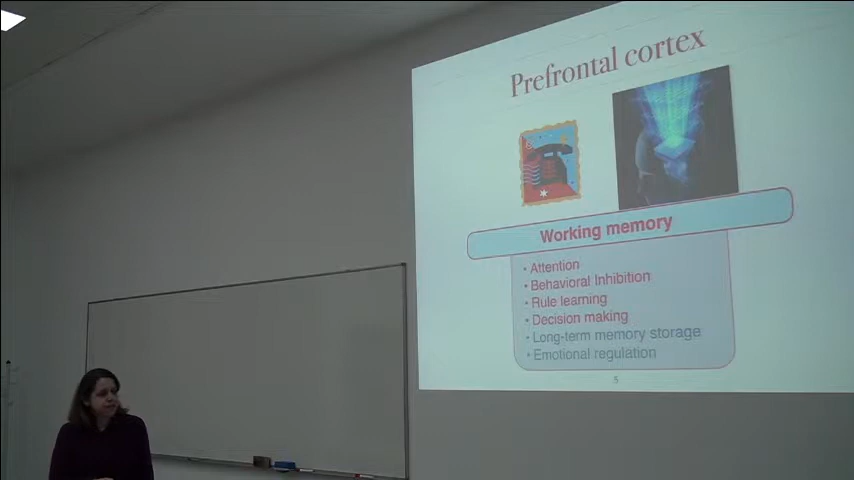 Prefrontal cortex
Working memory
• Attention
• Behavioral Inhibition
• Rule learning
• Decision making
• Long-term memory storage
• Emotional regulation
5